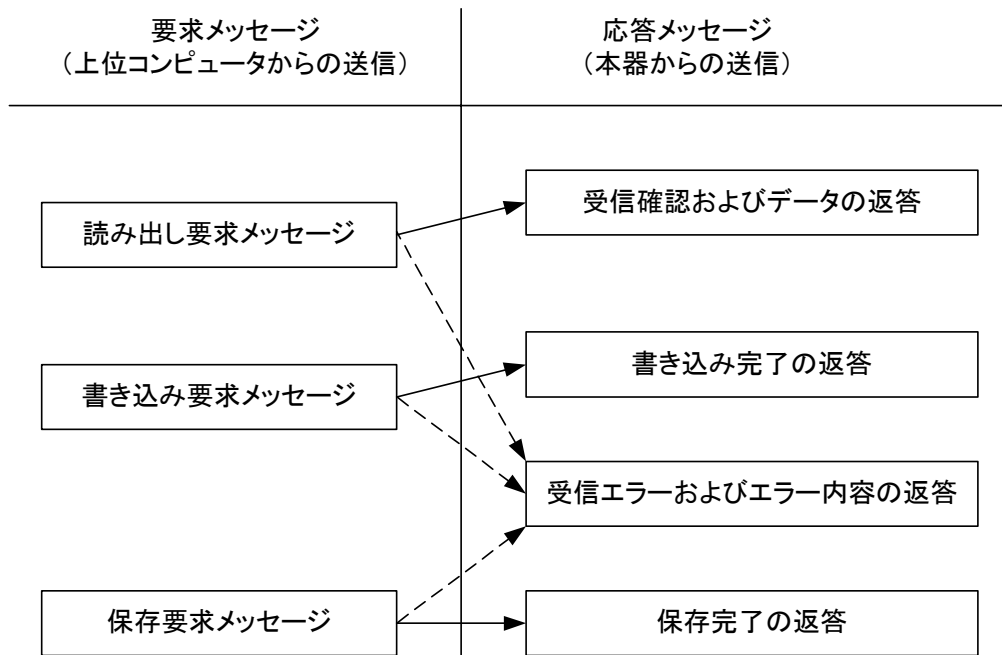 要求メッセージ
（上位コンピュータからの送信）
応答メッセージ
（本器からの送信）
受信確認およびデータの返答
読み出し要求メッセージ
書き込み完了の返答
書き込み要求メッセージ
受信エラーおよびエラー内容の返答
保存要求メッセージ
保存完了の返答